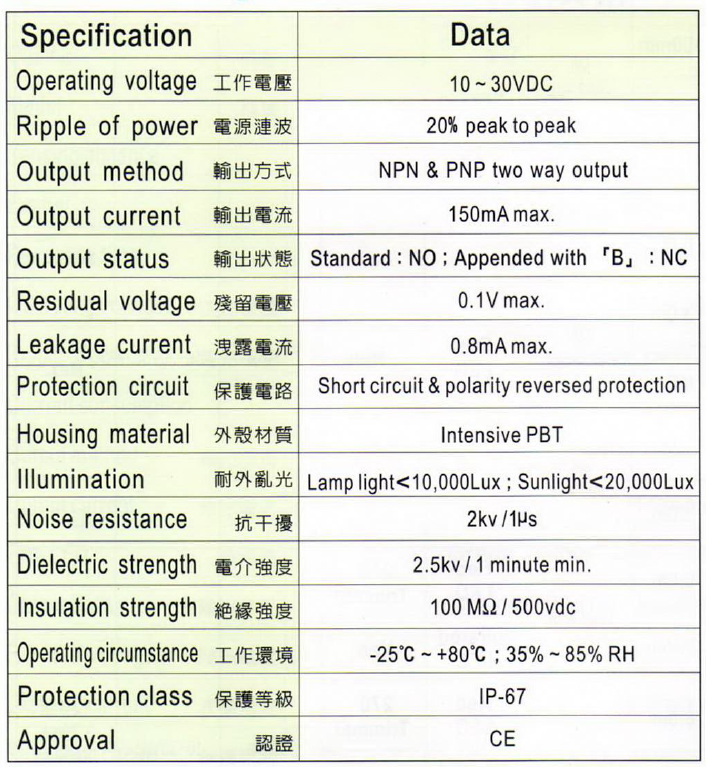 Specification Data
Operating voltage 工作電壓 10~30VDC
Ripple of power 電源漣波 20% peak to peak
Output method 輸出方式 NPN & PNP two way output
Output current 輸出電流 150mA max.
Output status 輸出狀態 Standard：NO；Appended with 「B」：NC
Residual voltage 殘留電壓 0.1V max.
Leakage current 洩露電流 0.8mA max.
Protection circuit 保護電路 Short circuit & polarity reversed protection
Housing material 外殼材質 Intensive PBT
Illumination 耐外亂光 Lamp light<10,000Lux；Sunlight<20,000Lux
Noise resistance 抗干擾 2kv/1μs
Dielectric strength 電介強度 2.5kv / 1 minute min.
Insulation strength 絕緣強度 100 MΩ / 500vdc
Operating circumstance 工作環境 -25℃ ~ +80℃；35% ~ 85% RH
Protection class 保護等級 IP-67
Approval 認證 CE